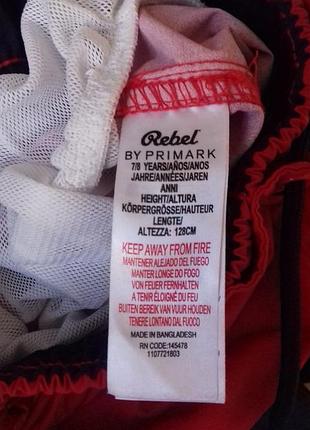 Rebel
BY PRIMARK
7/8 YEARS/AÑOS/ANOS
JAHRE/ANNÉES/JAREN
ANNI
HEIGHT/ALTURA
KÖRPERGRÖSSE/HAUTEUR
LENGTE/
ALTEZZA: 128CM
KEEP AWAY FROM FIRE
MANTENER ALEJADO DEL FUEGO
MANTER LONGE DO FOGO
VON FEUER FERNHALTEN
A TENIR ÉLOIGNÉ DU FEU
BUITEN BEREIK VAN VUUR HOUDEN
TENERE LONTANO DAL FUOCO
MADE IN BANGLADESH
RN CODE:145478
1107721803